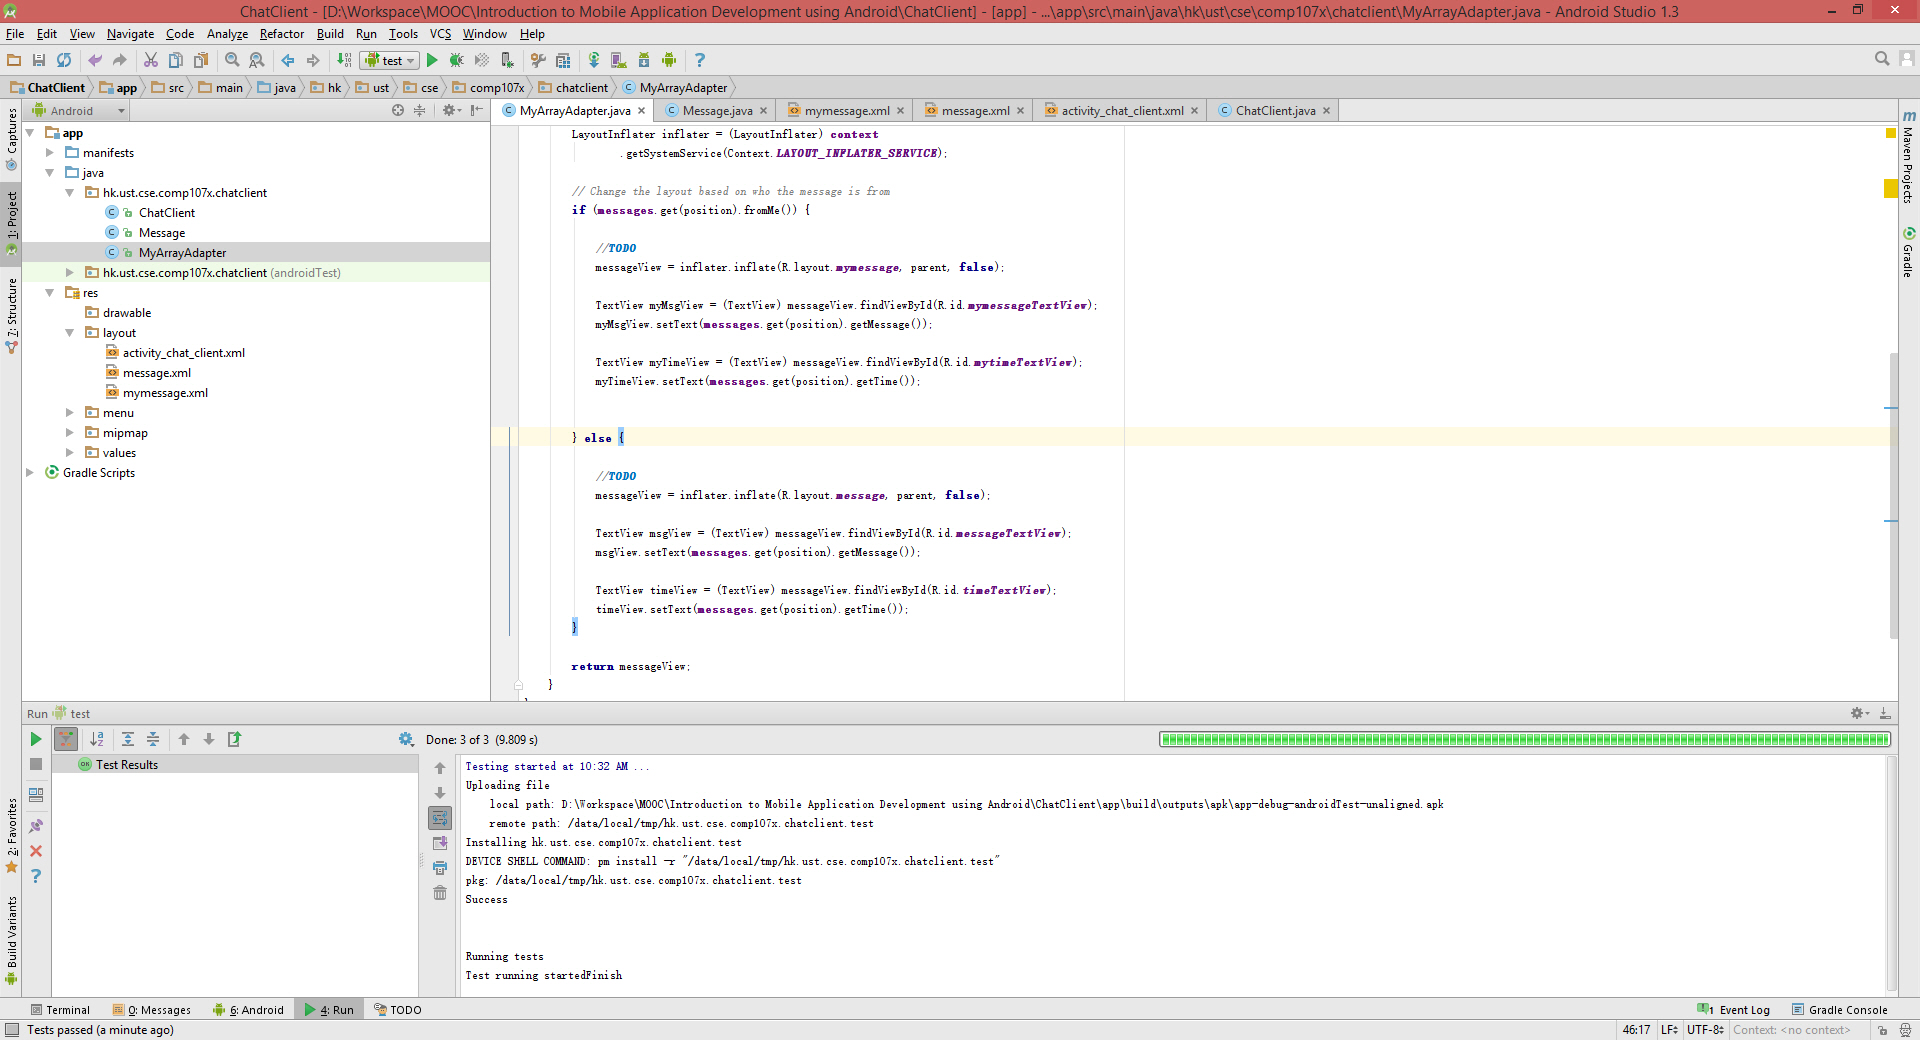 ChatClient - [D:\Workspace\MOOC\Introduction to Mobile Application Development using Android\ChatClient] - [app] - ...\app\src\main\java\hk\ust\cse\comp107x\chatclient\MyArrayAdapter.java - Android Studio 1.3
File Edit View Navigate Code Analyze Refactor Build Run Tools VCS Window Help
test
ChatClient app src main java hk ust cse comp107x chatclient MyArrayAdapter
Android
MyArrayAdapter.java Message.java mymessage.xml message.xml activity_chat_client.xml ChatClient.java
Captures
1: Project
7: Structure
2: Favorites
Build Variants
app
manifests
java
hk.ust.cse.comp107x.chatclient
ChatClient
Message
MyArrayAdapter
hk.ust.cse.comp107x.chatclient (androidTest)
res
drawable
layout
activity_chat_client.xml
message.xml
mymessage.xml
menu
mipmap
values
Gradle Scripts
LayoutInflater inflater = (LayoutInflater) context
.getSystemService(Context.LAYOUT_INFLATER_SERVICE);
// Change the layout based on who the message is from
if (messages.get(position).fromMe()) {
//TODO
messageView = inflater.inflate(R.layout.mymessage, parent, false);
TextView myMsgView = (TextView) messageView.findViewById(R.id.mymessageTextView);
myMsgView.setText(messages.get(position).getMessage());
TextView myTimeView = (TextView) messageView.findViewById(R.id.mytimeTextView);
myTimeView.setText(messages.get(position).getTime());
} else {
//TODO
messageView = inflater.inflate(R.layout.message, parent, false);
TextView msgView = (TextView) messageView.findViewById(R.id.messageTextView);
msgView.setText(messages.get(position).getMessage());
TextView timeView = (TextView) messageView.findViewById(R.id.timeTextView);
timeView.setText(messages.get(position).getTime());
}
return messageView;
}
m Maven Projects
Gradle
Run test
Done: 3 of 3 (9.809 s)
OK Test Results
Testing started at 10:32 AM ...
Uploading file
local path: D:\Workspace\MOOC\Introduction to Mobile Application Development using Android\ChatClient\app\build\outputs\apk\app-debug-androidTest-unaligned.apk
remote path: /data/local/tmp/hk.ust.cse.comp107x.chatclient.test
Installing hk.ust.cse.comp107x.chatclient.test
DEVICE SHELL COMMAND: pm install -r "/data/local/tmp/hk.ust.cse.comp107x.chatclient.test"
pkg: /data/local/tmp/hk.ust.cse.comp107x.chatclient.test
Success
Running tests
Test running startedFinish
Terminal 0: Messages 6: Android 4: Run TODO 1 Event Log Gradle Console
Tests passed (a minute ago) 46:17 LF UTF-8 Context: <no context>